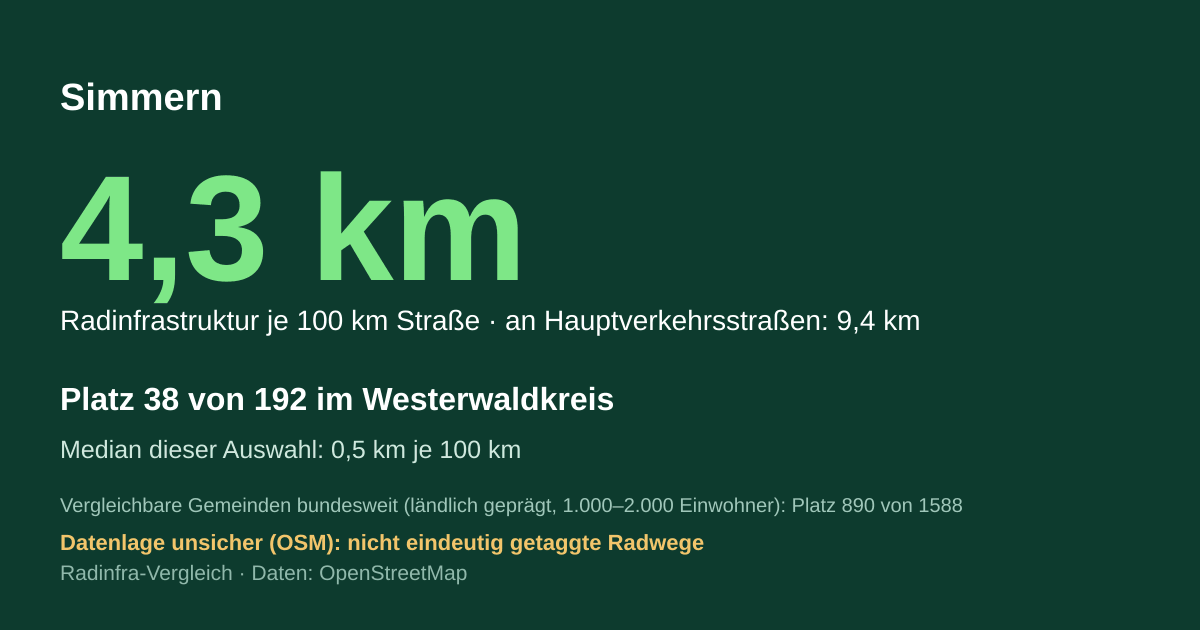 Simmern
4,3 km
Radinfrastruktur je 100 km Straße · an Hauptverkehrsstraßen: 9,4 km
Platz 38 von 192 im Westerwaldkreis
Median dieser Auswahl: 0,5 km je 100 km
Vergleichbare Gemeinden bundesweit (ländlich geprägt, 1.000–2.000 Einwohner): Platz 890 von 1588
Datenlage unsicher (OSM): nicht eindeutig getaggte Radwege
Radinfra-Vergleich · Daten: OpenStreetMap